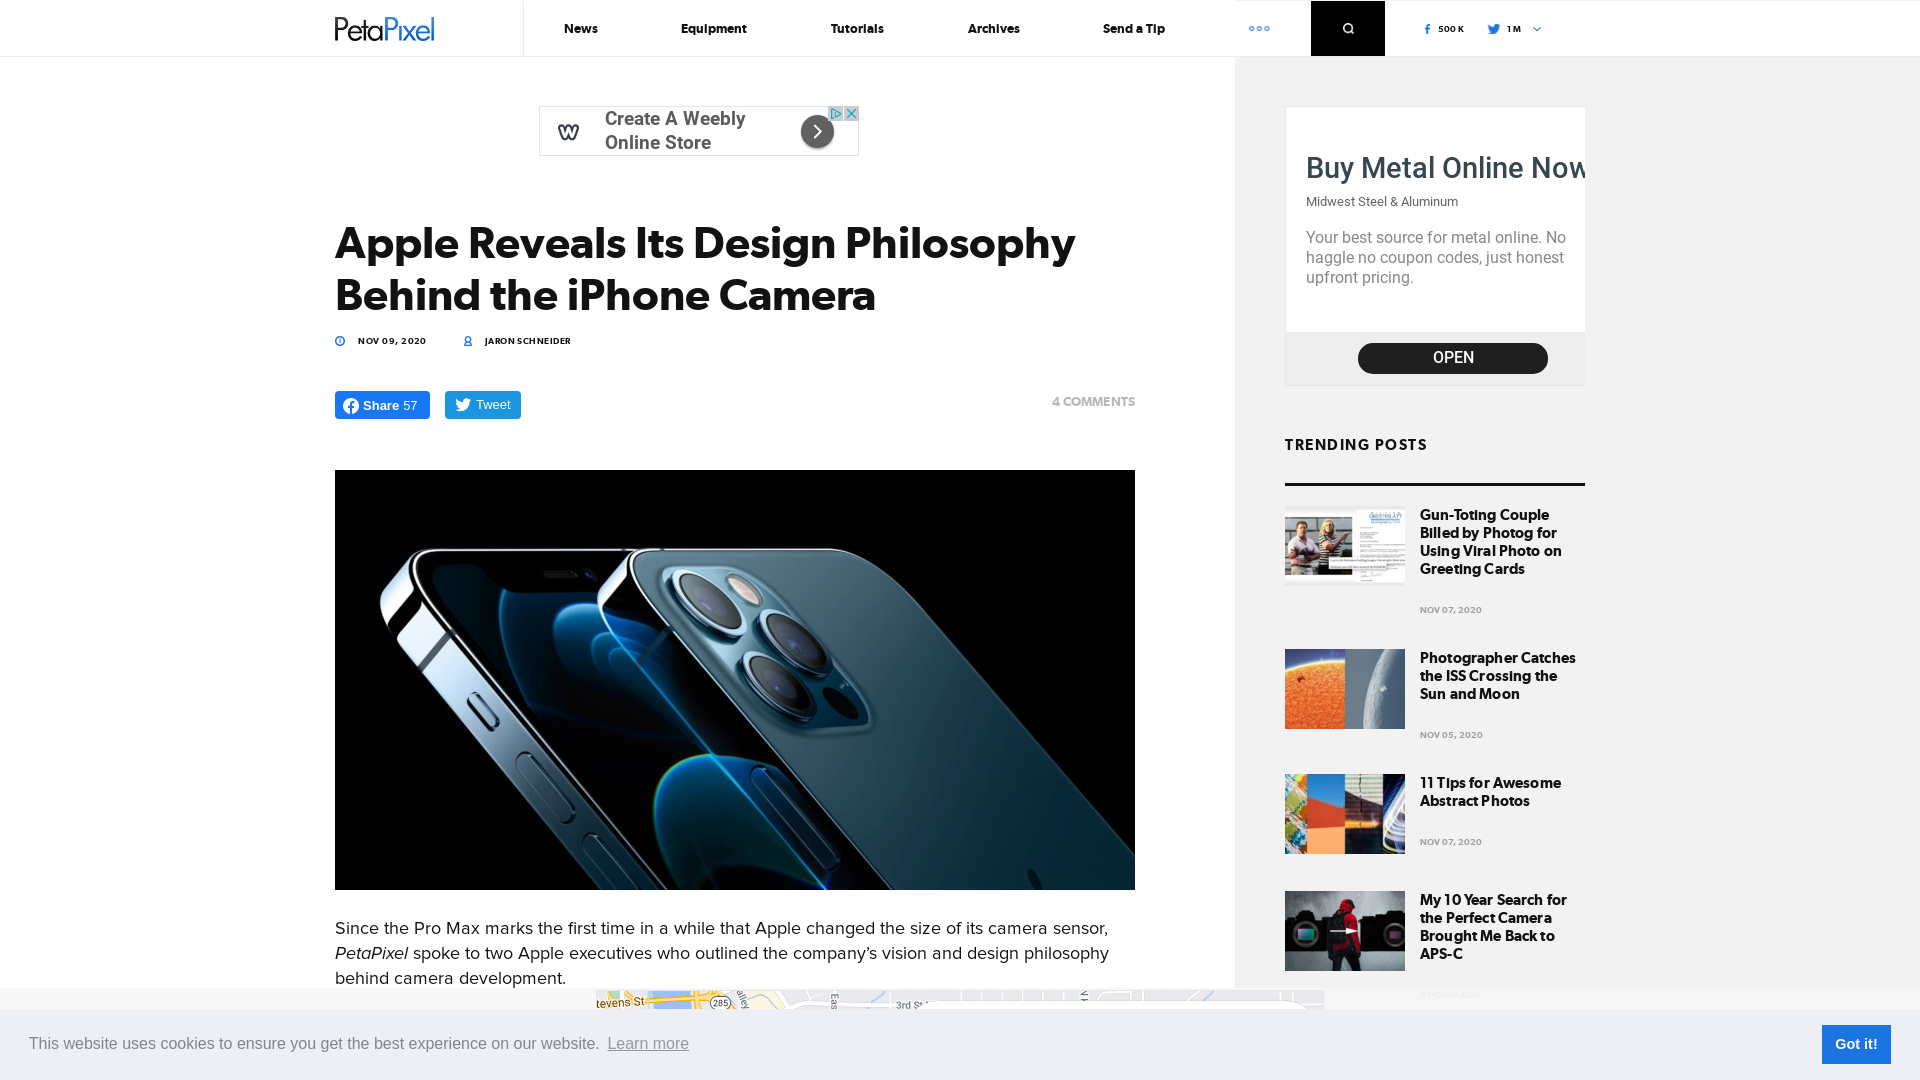 PetaPixel
News
Equipment
Tutorials
Archives
Send a Tip
500 K
1 M
Create A Weebly
Online Store
Apple Reveals Its Design Philosophy
Behind the iPhone Camera
NOV 09, 2020
JARON SCHNEIDER
Share 57
Tweet
4 COMMENTS
Since the Pro Max marks the first time in a while that Apple changed the size of its camera sensor,
PetaPixel spoke to two Apple executives who outlined the company’s vision and design philosophy
behind camera development.
Buy Metal Online Now
Midwest Steel & Aluminum
Your best source for metal online. No
haggle no coupon codes, just honest
upfront pricing.
OPEN
TRENDING POSTS
Gun-Toting Couple
Billed by Photog for
Using Viral Photo on
Greeting Cards
NOV 07, 2020
Photographer Catches
the ISS Crossing the
Sun and Moon
NOV 05, 2020
11 Tips for Awesome
Abstract Photos
NOV 07, 2020
My 10 Year Search for
the Perfect Camera
Brought Me Back to
APS-C
tevens St
285
3rd St
This website uses cookies to ensure you get the best experience on our website. Learn more
Got it!